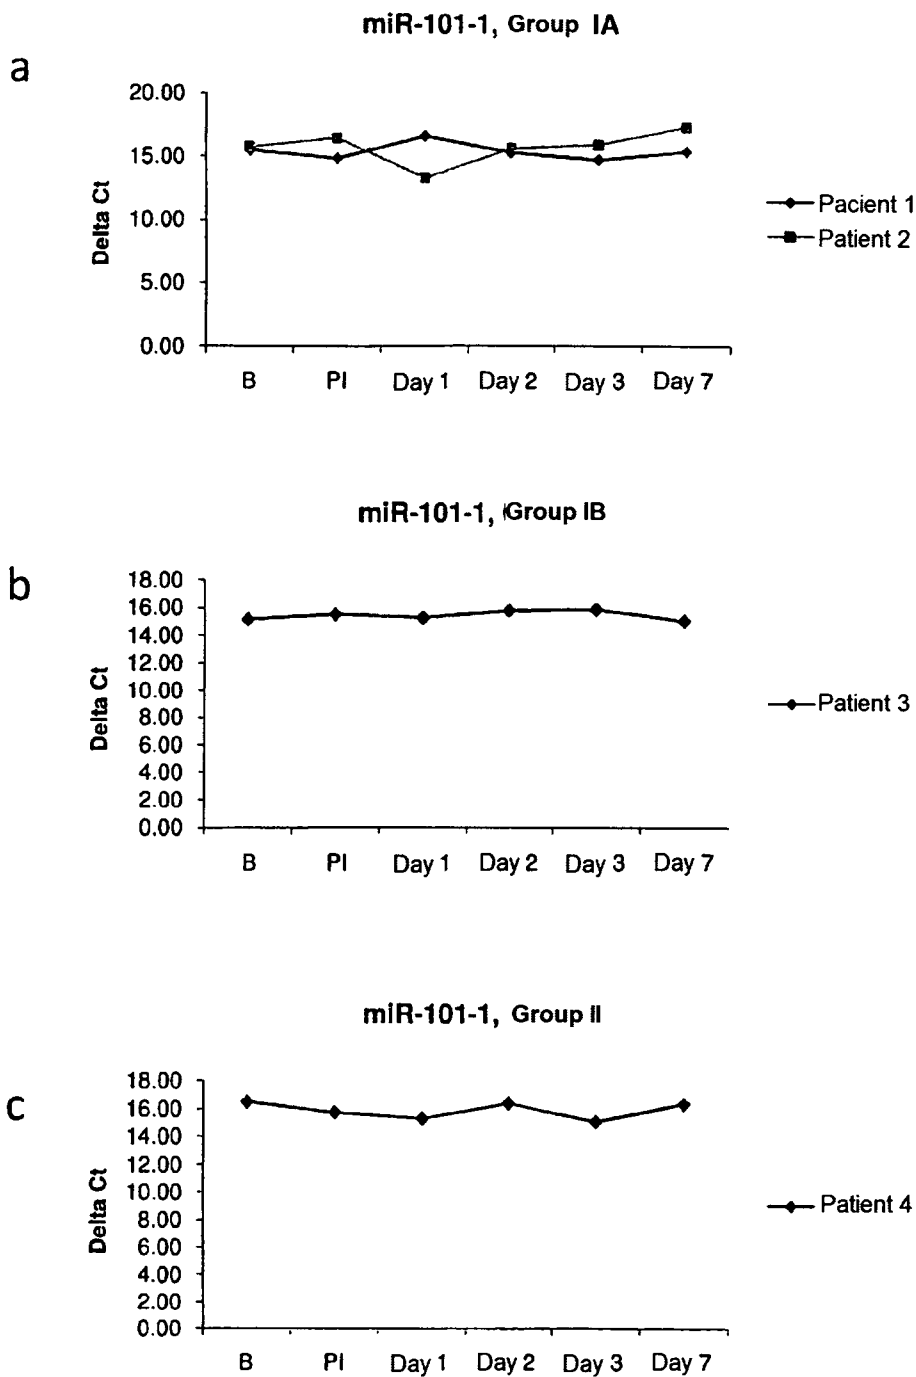 miR-101-1, Group IA
a
20.00
15.00
10.00
5.00
0.00
Delta Ct
B PI Day 1 Day 2 Day 3 Day 7
Pacient 1
Patient 2
miR-101-1, Group IB
b
18.00
16.00
14.00
12.00
10.00
8.00
6.00
4.00
2.00
0.00
Delta Ct
B PI Day 1 Day 2 Day 3 Day 7
Patient 3
miR-101-1, Group II
c
18.00
16.00
14.00
12.00
10.00
8.00
6.00
4.00
2.00
0.00
Delta Ct
B PI Day 1 Day 2 Day 3 Day 7
Patient 4